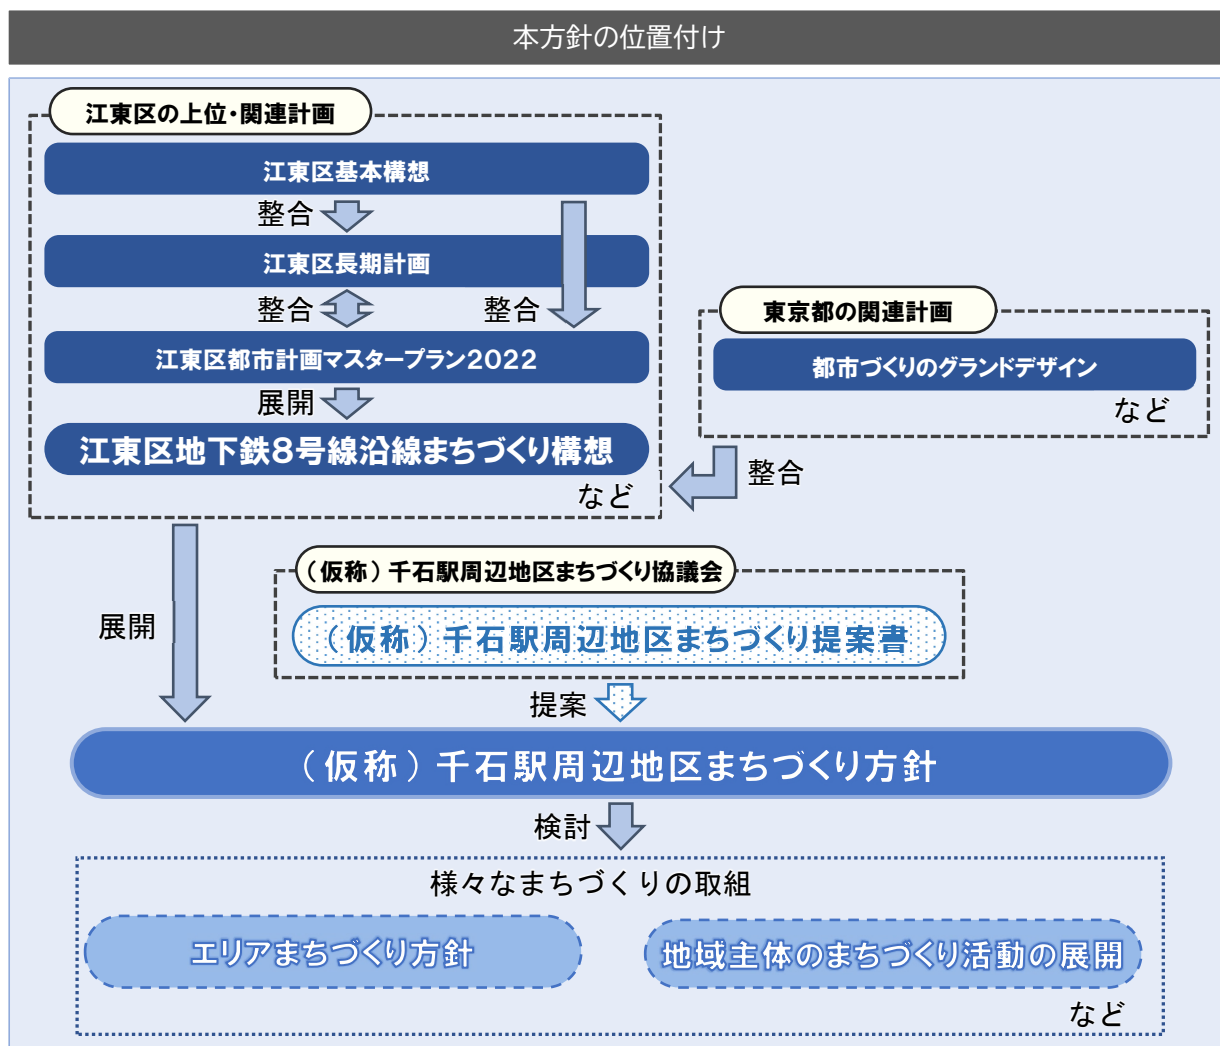 本方針の位置付け
江東区の上位・関連計画
江東区基本構想
整合
江東区長期計画
整合
整合
江東区都市計画マスタープラン2022
展開
江東区地下鉄8号線沿線まちづくり構想
など
東京都の関連計画
都市づくりのグランドデザイン
など
整合
展開
（仮称）千石駅周辺地区まちづくり協議会
（仮称）千石駅周辺地区まちづくり提案書
提案
（仮称）千石駅周辺地区まちづくり方針
検討
様々なまちづくりの取組
エリアまちづくり方針
地域主体のまちづくり活動の展開
など